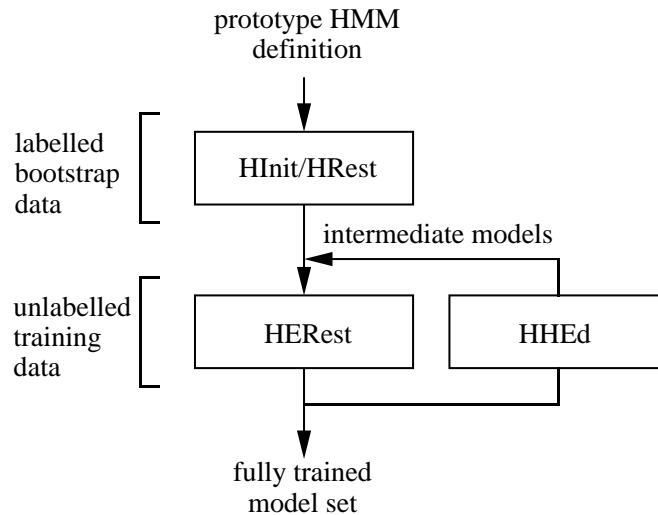 prototype HMM
definition
labelled
bootstrap
data
HInit/HRest
intermediate models
unlabelled
training
data
HERest
HHEd
fully trained
model set